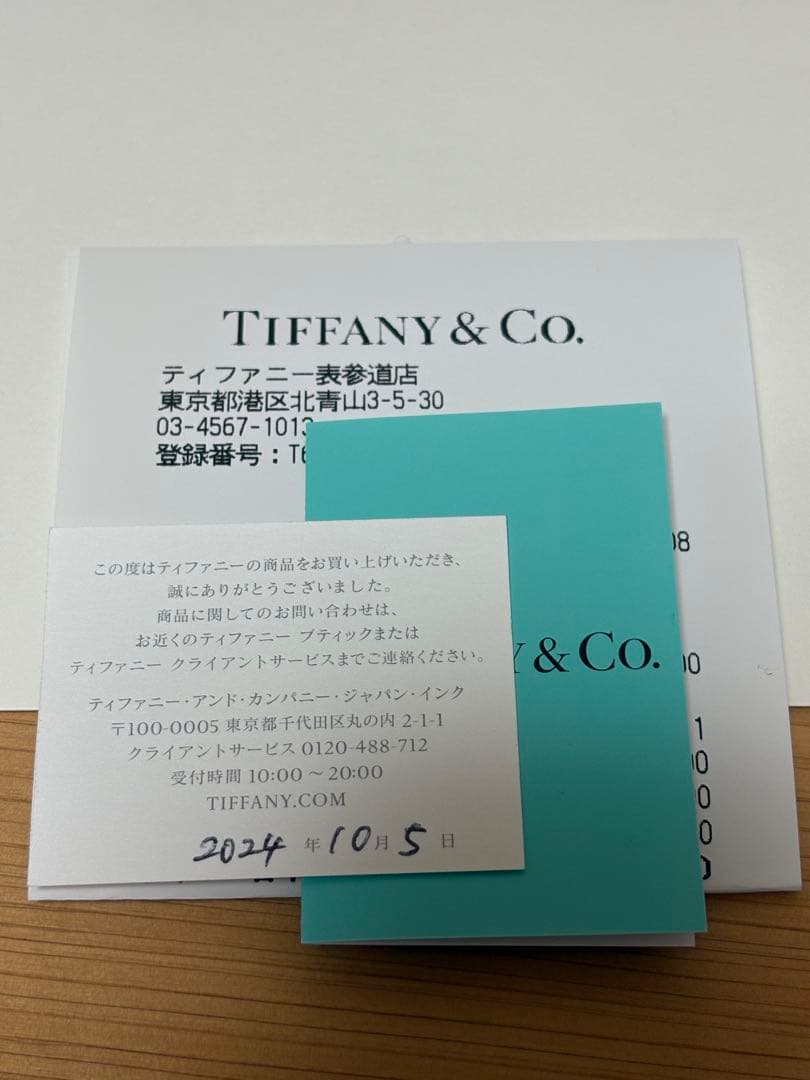 TIFFANY & CO.
ティファニー表参道店
東京都港区北青山3-5-30
03-4567-1013
登録番号：T6
08
Y & CO.
00
1
00
0
0
この度はティファニーの商品をお買い上げいただき、
誠にありがとうございました。
商品に関してのお問い合わせは、
お近くのティファニー ブティックまたは
ティファニー クライアントサービスまでご連絡ください。
ティファニー・アンド・カンパニー・ジャパン・インク
〒100-0005 東京都千代田区丸の内 2-1-1
クライアントサービス 0120-488-712
受付時間 10:00 ～ 20:00
TIFFANY.COM
2024 年 10 月 5 日